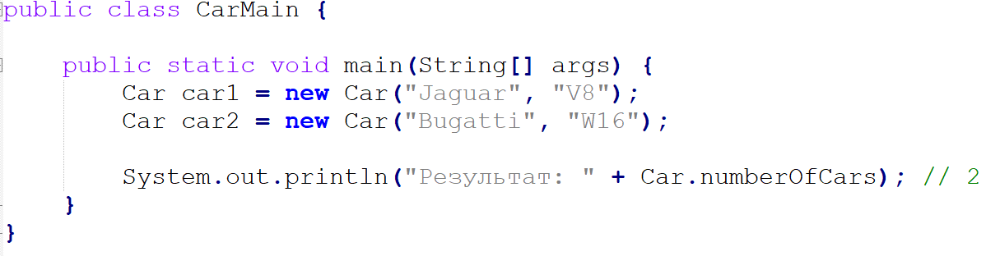 public class CarMain {
public static void main(String[] args) {
Car car1 = new Car("Jaguar", "V8");
Car car2 = new Car("Bugatti", "W16");
System.out.println("Результат: " + Car.numberOfCars); // 2
}
}